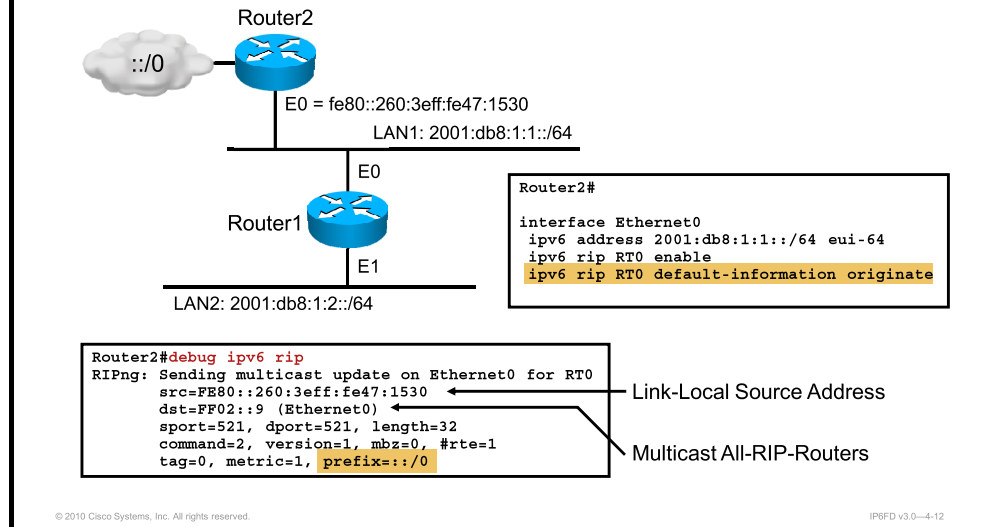 Router2
::/0
E0 = fe80::260:3eff:fe47:1530
LAN1: 2001:db8:1:1::/64
E0
Router1
E1
LAN2: 2001:db8:1:2::/64
Router2#
interface Ethernet0
ipv6 address 2001:db8:1:1::/64 eui-64
ipv6 rip RT0 enable
ipv6 rip RT0 default-information originate
Router2#debug ipv6 rip
RIPng: Sending multicast update on Ethernet0 for RT0
src=FE80::260:3eff:fe47:1530
dst=FF02::9 (Ethernet0)
sport=521, dport=521, length=32
command=2, version=1, mbz=0, #rte=1
tag=0, metric=1, prefix=::/0
Link-Local Source Address
Multicast All-RIP-Routers
© 2010 Cisco Systems, Inc. All rights reserved.
IP6FD v3.0—4-12